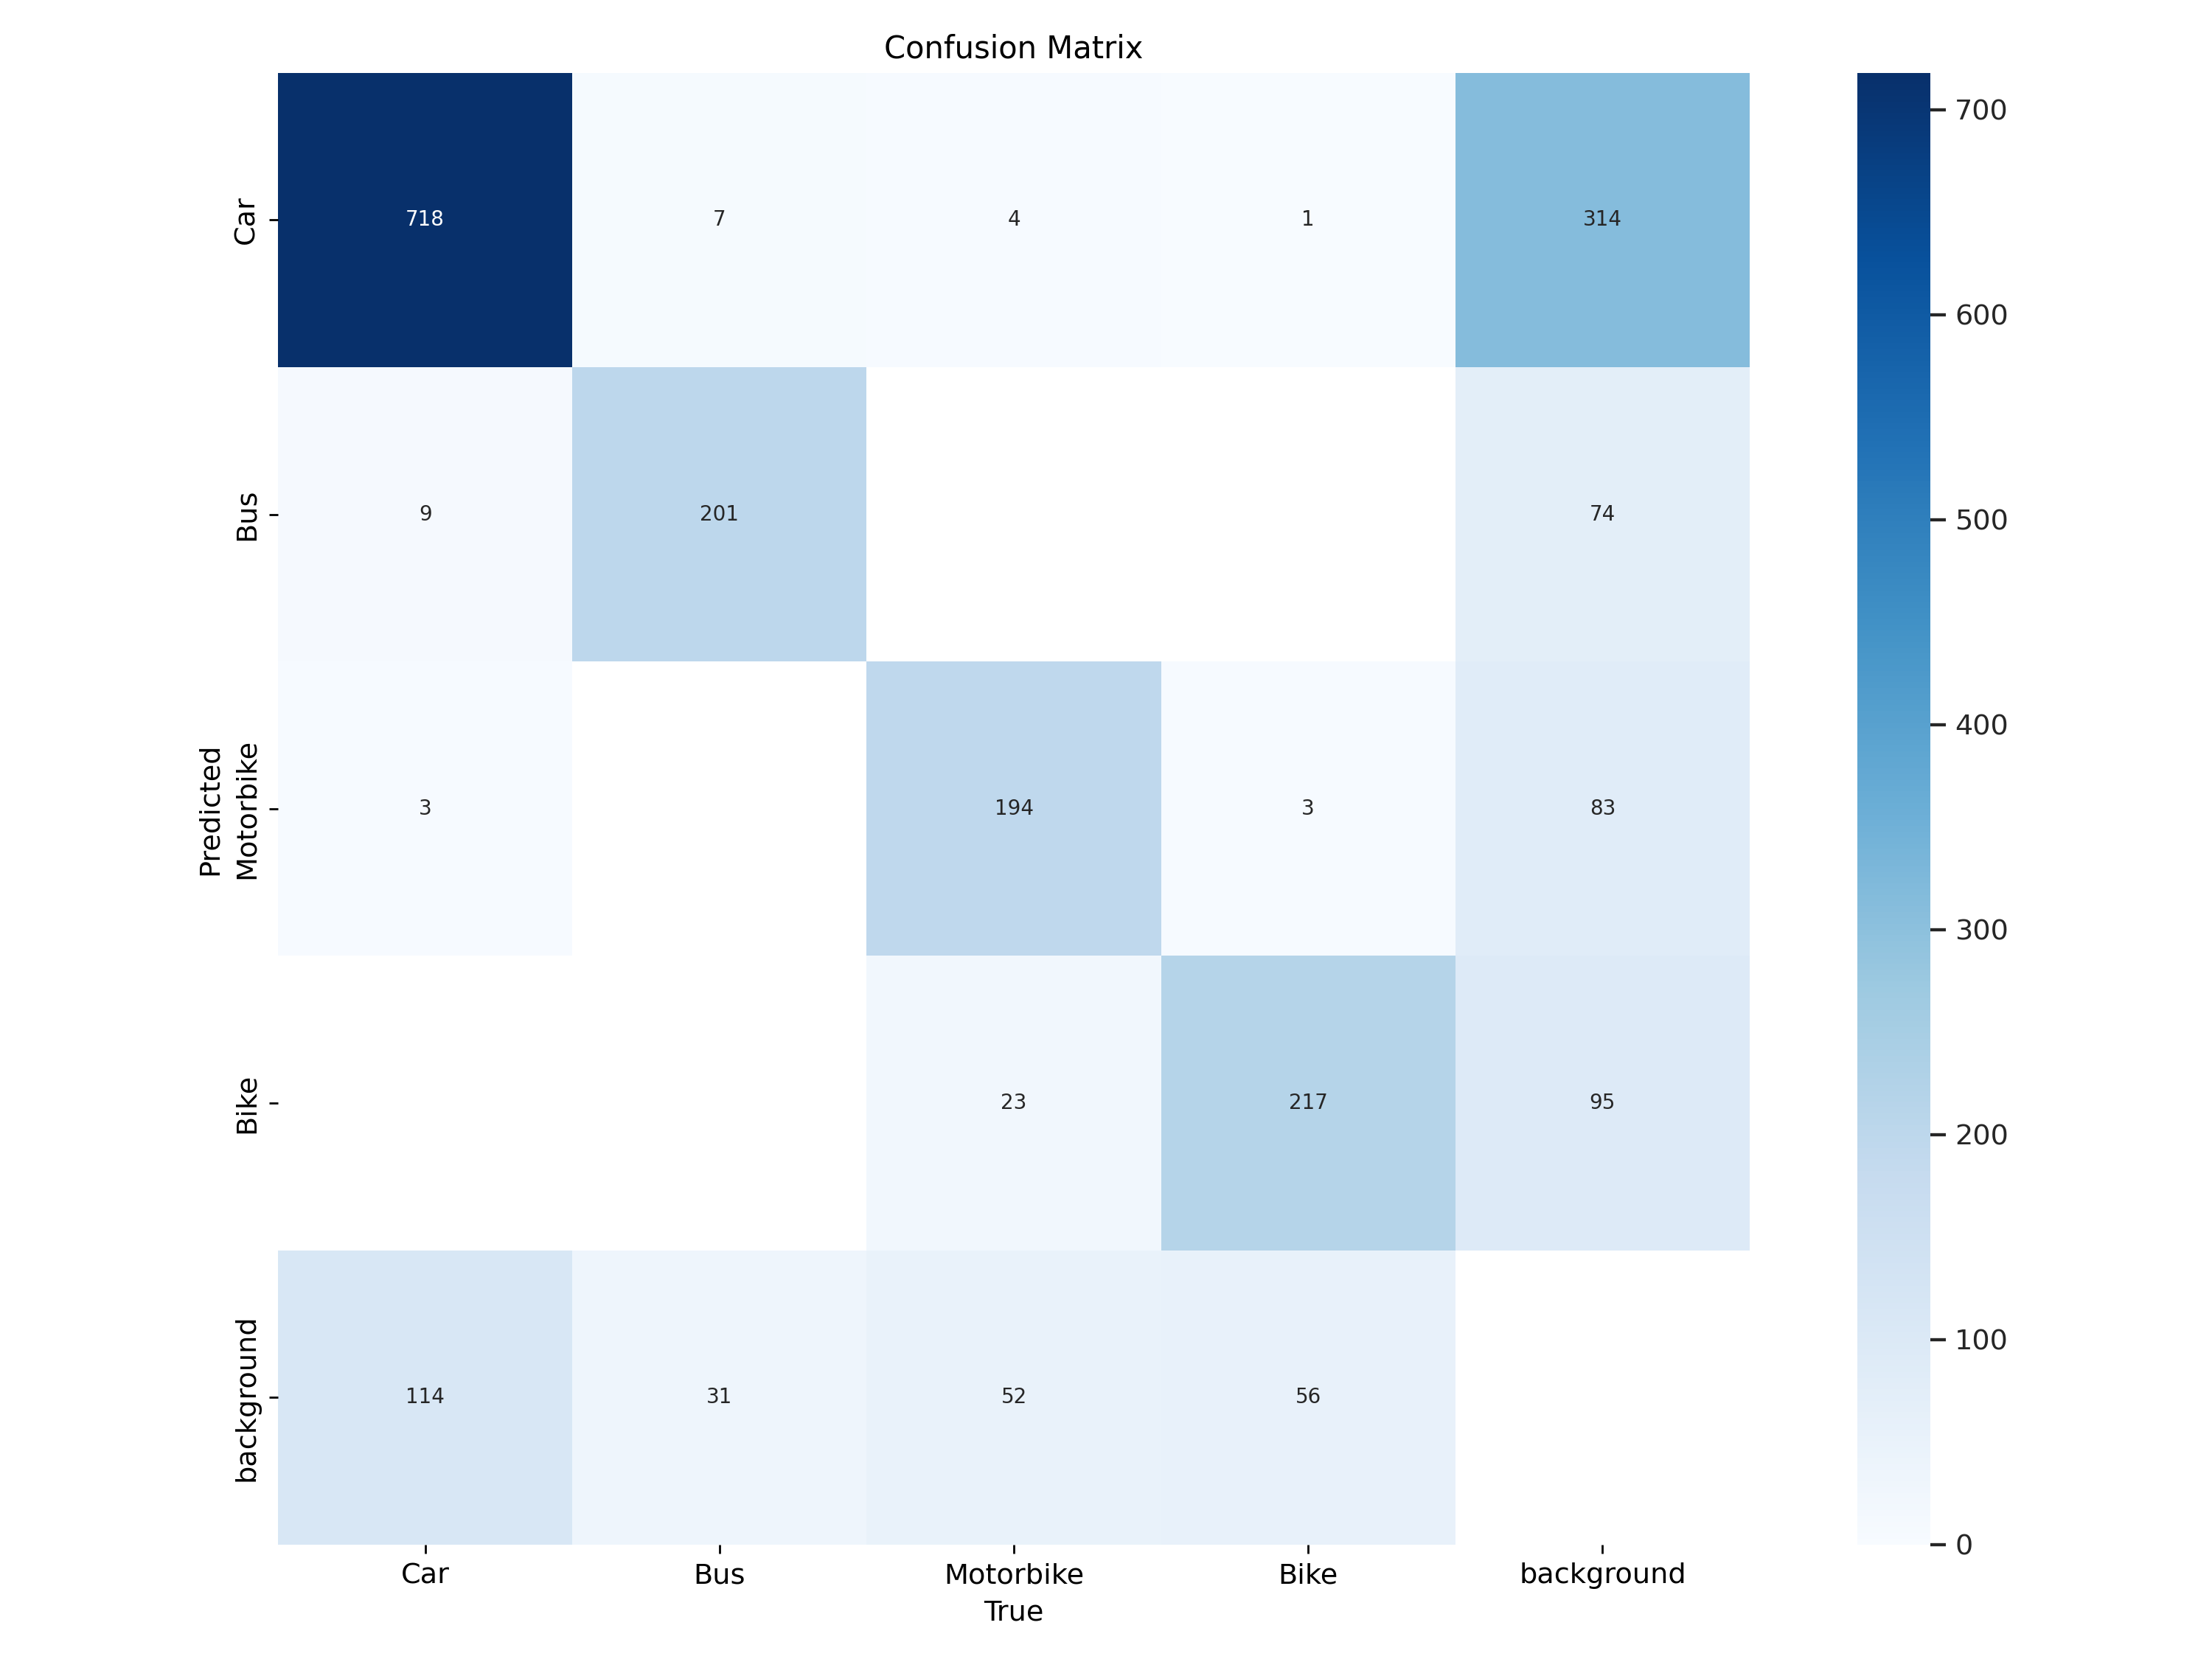 Confusion Matrix
Car 718 7 4 1 314
Bus 9 201 74
Predicted
Motorbike 3 194 3 83
Bike 23 217 95
background 114 31 52 56
Car Bus Motorbike Bike background
True
700
600
500
400
300
200
100
0